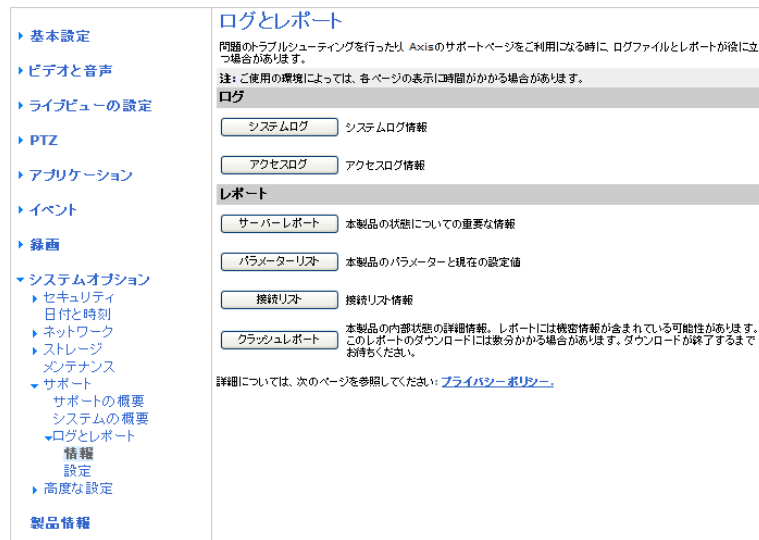 基本設定
ビデオと音声
ライブビューの設定
PTZ
アプリケーション
イベント
録画
システムオプション
セキュリティ
日付と時刻
ネットワーク
ストレージ
メンテナンス
サポート
サポートの概要
システムの概要
ログとレポート
情報
設定
高度な設定
製品情報
ログとレポート
問題のトラブルシューティングを行ったり、Axisのサポートページをご利用になる時に、ログファイルとレポートが役に立
つ場合があります。
注: ご使用の環境によっては、各ページの表示に時間がかかる場合があります。
ログ
システムログ システムログ情報
アクセスログ アクセスログ情報
レポート
サーバーレポート 本製品の状態についての重要な情報
パラメーターリスト 本製品のパラメーターと現在の設定値
接続リスト 接続リスト情報
クラッシュレポート 本製品の内部状態の詳細情報。レポートには機密情報が含まれている可能性があります。
このレポートのダウンロードには数分かかる場合があります。ダウンロードが終了するまで
お待ちください。
詳細については、次のページを参照してください: プライバシーポリシー.